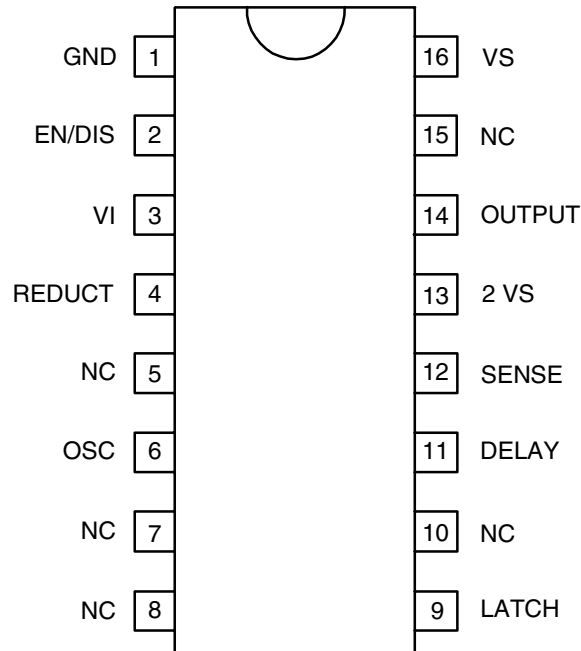 GND 1 16 VS
EN/DIS 2 15 NC
VI 3 14 OUTPUT
REDUCT 4 13 2 VS
NC 5 12 SENSE
OSC 6 11 DELAY
NC 7 10 NC
NC 8 9 LATCH